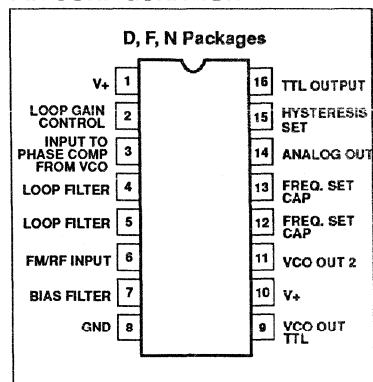 D, F, N Packages
V+ 1
LOOP GAIN
CONTROL 2
INPUT TO
PHASE COMP 3
FROM VCO
LOOP FILTER 4
LOOP FILTER 5
FM/RF INPUT 6
BIAS FILTER 7
GND 8
16 TTL OUTPUT
15 HYSTERESIS
SET
14 ANALOG OUT
13 FREQ. SET
CAP
12 FREQ. SET
CAP
11 VCO OUT 2
10 V+
9 VCO OUT
TTL